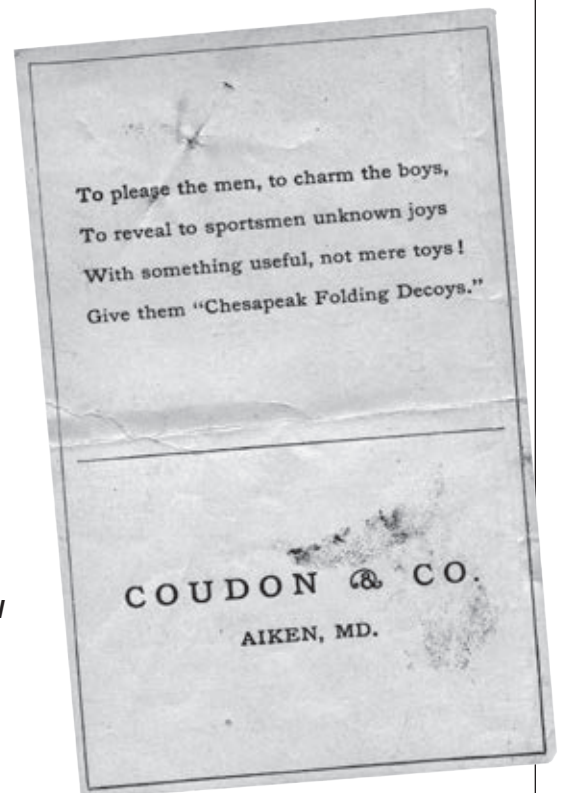 To please the men, to charm the boys,
To reveal to sportsmen unknown joys
With something useful, not mere toys!
Give them “Chesapeak Folding Decoys.”
COUDON & CO.
AIKEN, MD.